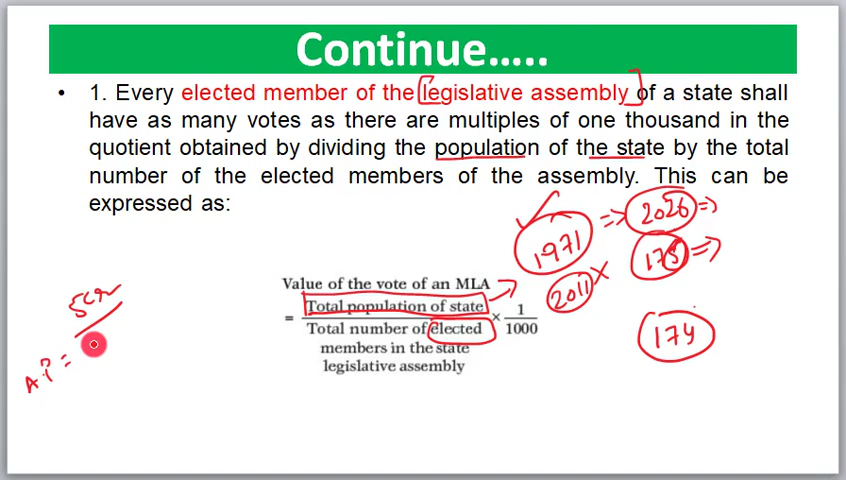 Continue.....
• 1. Every elected member of the legislative assembly of a state shall
have as many votes as there are multiples of one thousand in the
quotient obtained by dividing the population of the state by the total
number of the elected members of the assembly. This can be
expressed as:
2026
1971
175
2011
Value of the vote of an MLA
= Total population of state
Total number of elected
members in the state
legislative assembly
× 1
1000
174
5cr
A.P =